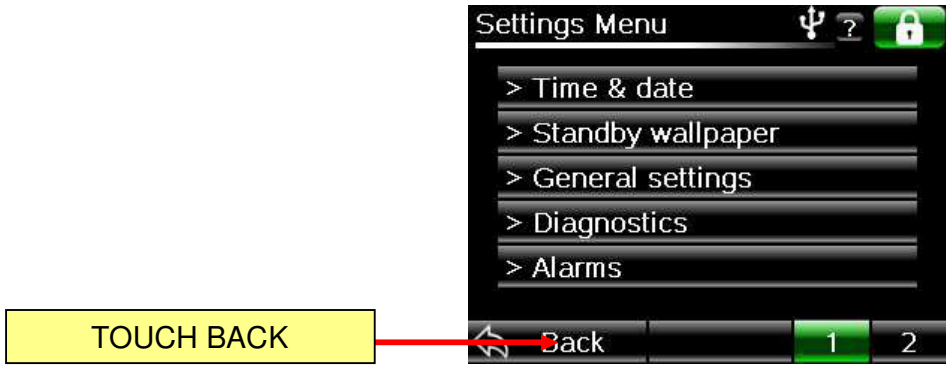 Settings Menu ?
> Time & date
> Standby wallpaper
> General settings
> Diagnostics
> Alarms
TOUCH BACK
Back 1 2